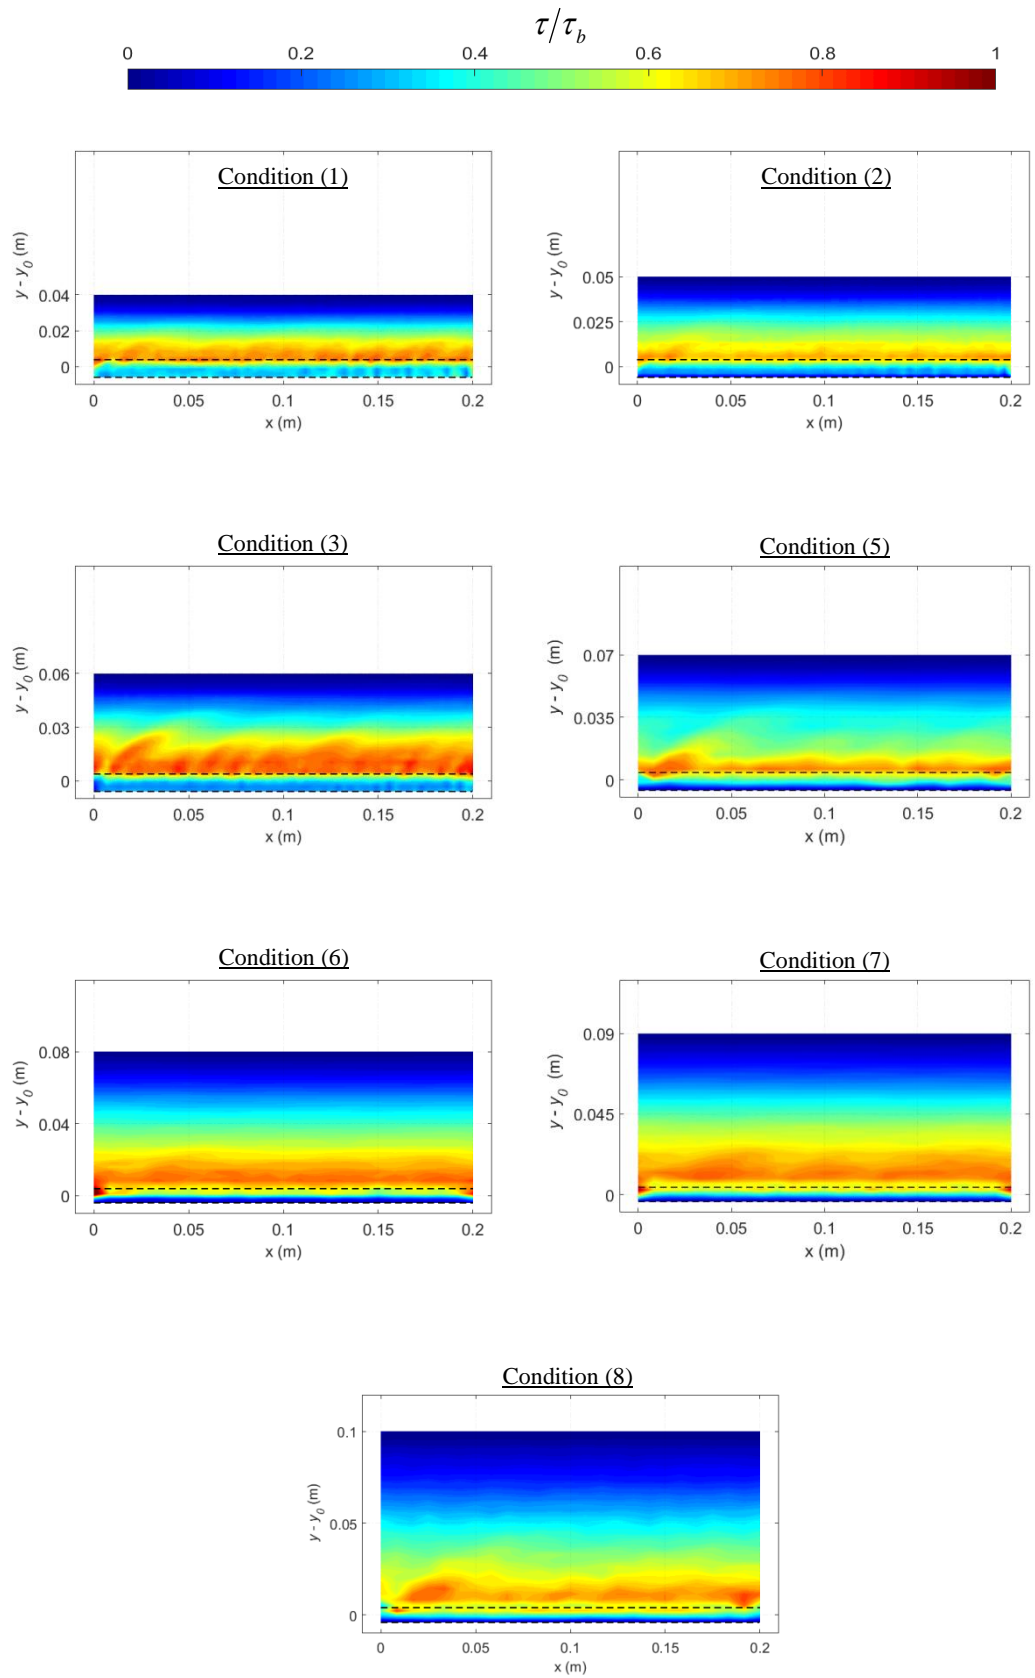 τ/τ_b
0 0.2 0.4 0.6 0.8 1
Condition (1)
y - y_0 (m)
0.04
0.02
0
0 0.05 0.1 0.15 0.2
x (m)
Condition (2)
y - y_0 (m)
0.05
0.025
0
0 0.05 0.1 0.15 0.2
x (m)
Condition (3)
y - y_0 (m)
0.06
0.03
0
0 0.05 0.1 0.15 0.2
x (m)
Condition (5)
y - y_0 (m)
0.07
0.035
0
0 0.05 0.1 0.15 0.2
x (m)
Condition (6)
y - y_0 (m)
0.08
0.04
0
0 0.05 0.1 0.15 0.2
x (m)
Condition (7)
y - y_0 (m)
0.09
0.045
0
0 0.05 0.1 0.15 0.2
x (m)
Condition (8)
y - y_0 (m)
0.1
0.05
0
0 0.05 0.1 0.15 0.2
x (m)